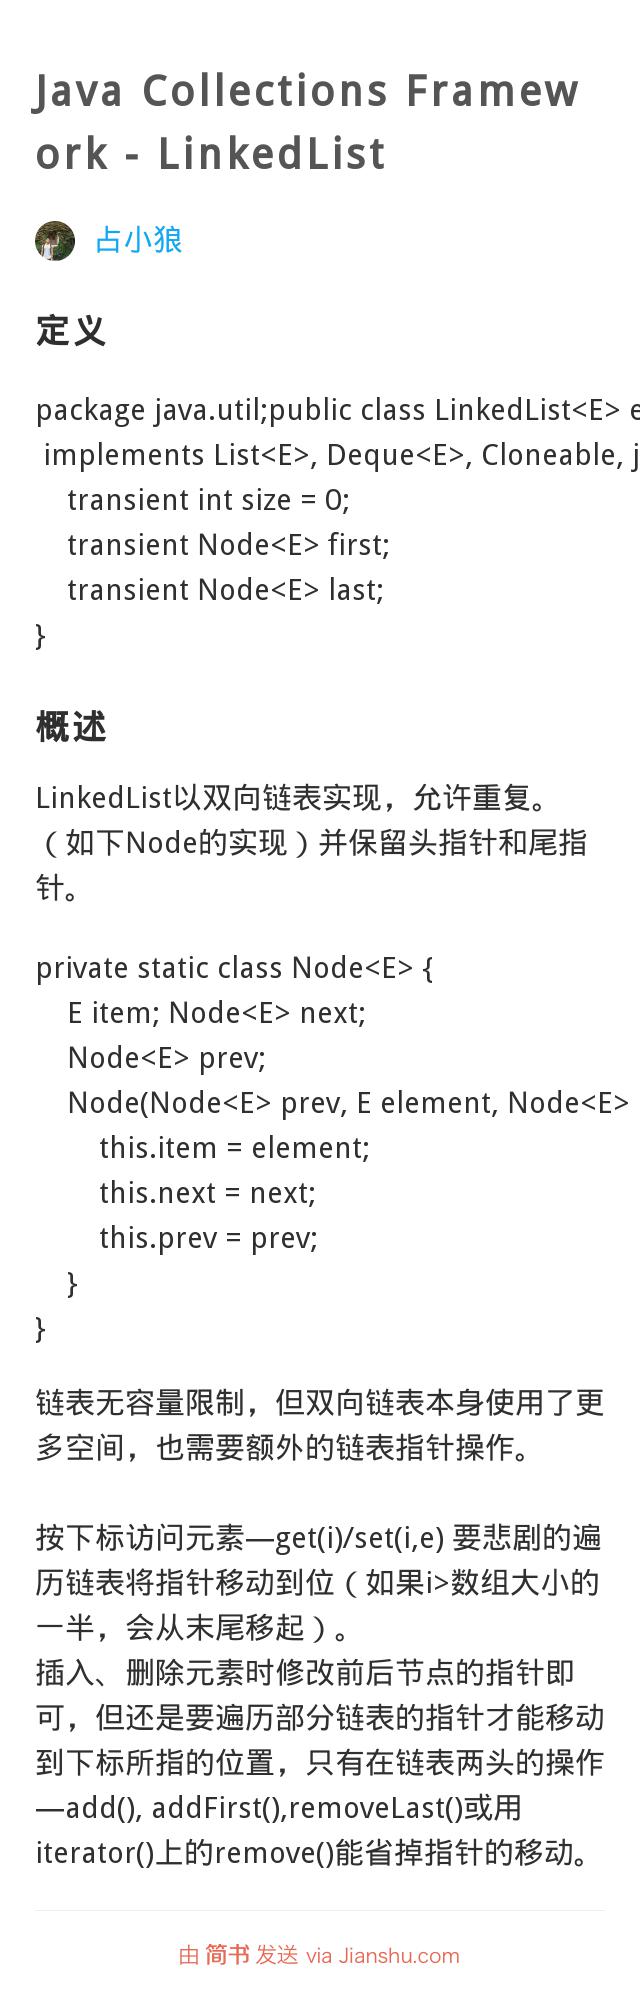 Java Collections Framew
ork - LinkedList
占小狼
定义
package java.util;public class LinkedList<E> e
implements List<E>, Deque<E>, Cloneable, j
transient int size = 0;
transient Node<E> first;
transient Node<E> last;
}
概述
LinkedList以双向链表实现，允许重复。
（如下Node的实现）并保留头指针和尾指
针。
private static class Node<E> {
E item; Node<E> next;
Node<E> prev;
Node(Node<E> prev, E element, Node<E>
this.item = element;
this.next = next;
this.prev = prev;
}
}
链表无容量限制，但双向链表本身使用了更
多空间，也需要额外的链表指针操作。
按下标访问元素—get(i)/set(i,e) 要悲剧的遍
历链表将指针移动到位（如果i>数组大小的
一半，会从末尾移起）。
插入、删除元素时修改前后节点的指针即
可，但还是要遍历部分链表的指针才能移动
到下标所指的位置，只有在链表两头的操作
—add(), addFirst(),removeLast()或用
iterator()上的remove()能省掉指针的移动。
由 简书 发送 via Jianshu.com